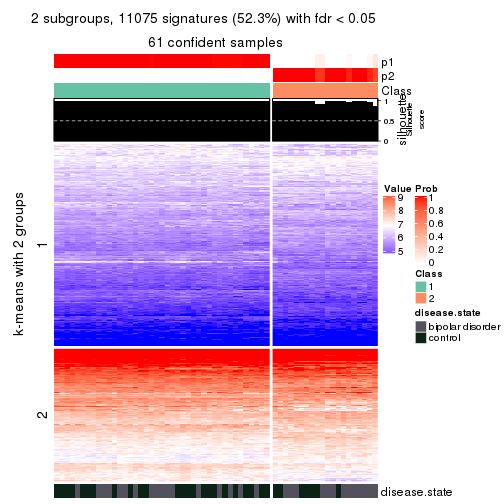 2 subgroups, 11075 signatures (52.3%) with fdr < 0.05
61 confident samples
p1
p2
Class
1
0.5
0
silhouette
Silhouette
score
k-means with 2 groups
1
2
disease.state
Value
9
8
7
6
5
Prob
1
0.8
0.6
0.4
0.2
0
Class
1
2
disease.state
bipolar disorder
control